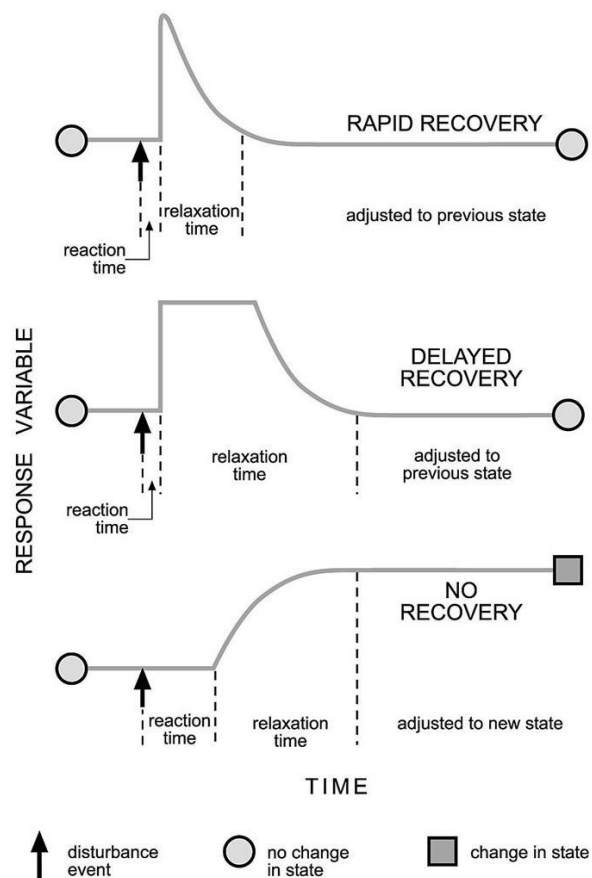 RAPID RECOVERY
relaxation
time
adjusted to previous state
reaction
time
RESPONSE VARIABLE
DELAYED
RECOVERY
relaxation
time
adjusted to
previous state
reaction
time
NO
RECOVERY
reaction
time
relaxation
time
adjusted to new state
TIME
disturbance
event
no change
in state
change in state